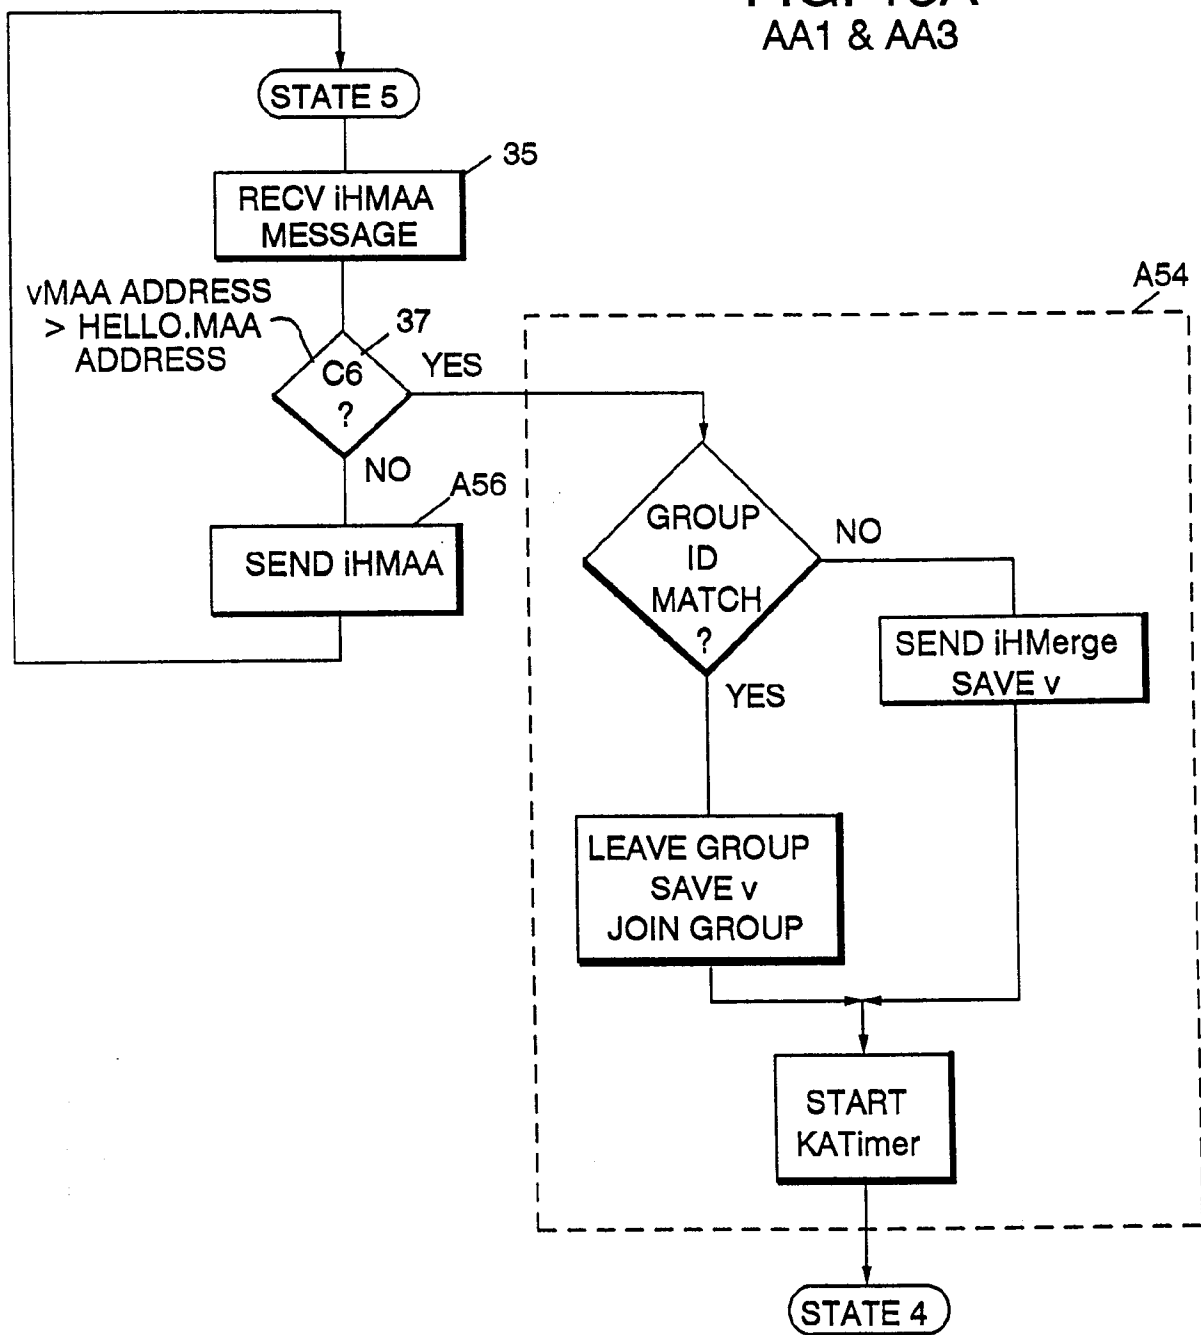 AA1 & AA3
STATE 5
35
RECV iHMAA
MESSAGE
vMAA ADDRESS
> HELLO.MAA
ADDRESS
37
C6
?
YES
NO
A56
SEND iHMAA
A54
GROUP
ID
MATCH
?
NO
YES
SEND iHMerge
SAVE v
LEAVE GROUP
SAVE v
JOIN GROUP
START
KATimer
STATE 4